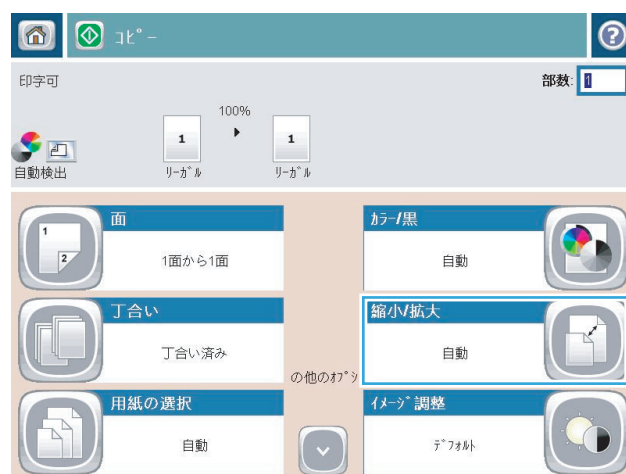 コピー
印字可
部数: 1
100%
1
1
自動検出
リーガル
リーガル
面
1
2
1面から1面
カラー/黒
自動
丁合い
丁合い済み
縮小/拡大
自動
の他のオプシ
用紙の選択
自動
イメージ調整
デフォルト